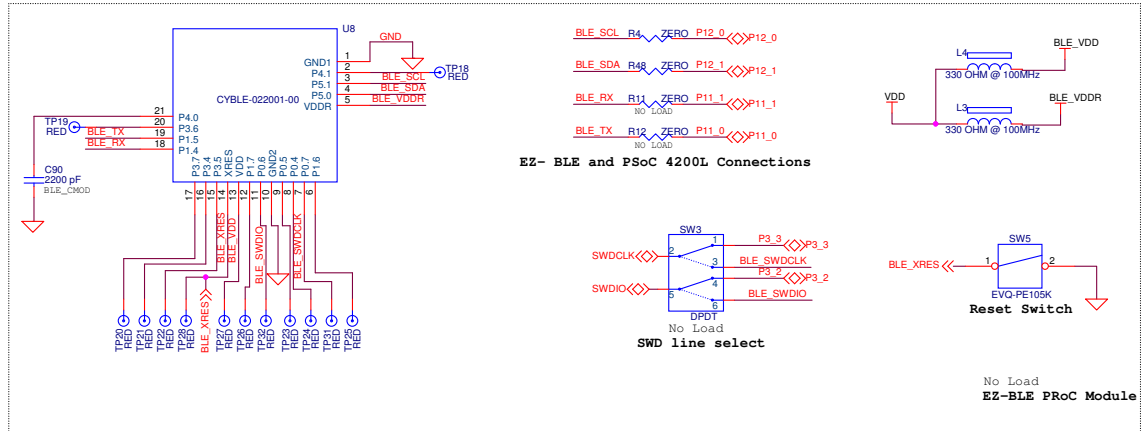 U8
CYBLE-022001-00
GND1 1 GND
P4.1 2 TP18 RED
P5.1 3 BLE_SCL
P5.0 4 BLE_SDA
VDDR 5 BLE_VDDR
21 P4.0
TP19 RED 20 P3.6
BLE_TX 19 P1.5
BLE_RX 18 P1.4
C90
2200 pF
BLE_CMOD
P3.7 P3.4 P3.5 XRES VDD P0.4 P1.7 P0.6 GND2 P0.5 P0.4 P0.7 P1.6
17 16 15 14 13 12 11 10 9 8 7 6
BLE_XRES BLE_VDD BLE_SWDIO BLE_SWDCLK
BLE_XRES
TP20 TP21 TP22 TP28 TP27 TP26 TP32 TP23 TP24 TP31 TP25
RED RED RED RED RED RED RED RED RED RED RED
BLE_SCL R4 ZERO P12_0 P12_0
BLE_SDA R48 ZERO P12_1 P12_1
BLE_RX R11 ZERO P11_1 P11_1
NO LOAD
BLE_TX R12 ZERO P11_0 P11_0
NO LOAD
EZ- BLE and PSoC 4200L Connections
VDD
L4 BLE_VDD
330 OHM @ 100MHz
L3 BLE_VDDR
330 OHM @ 100MHz
SW3
SWDCLK 2 1 P3_3 P3_3
3 BLE_SWDCLK
SWDIO 5 4 P3_2 P3_2
6 BLE_SWDIO
DPDT
No Load
SWD line select
SW5
BLE_XRES 1 2
EVQ-PE105K
Reset Switch
No Load
EZ-BLE PRoC Module